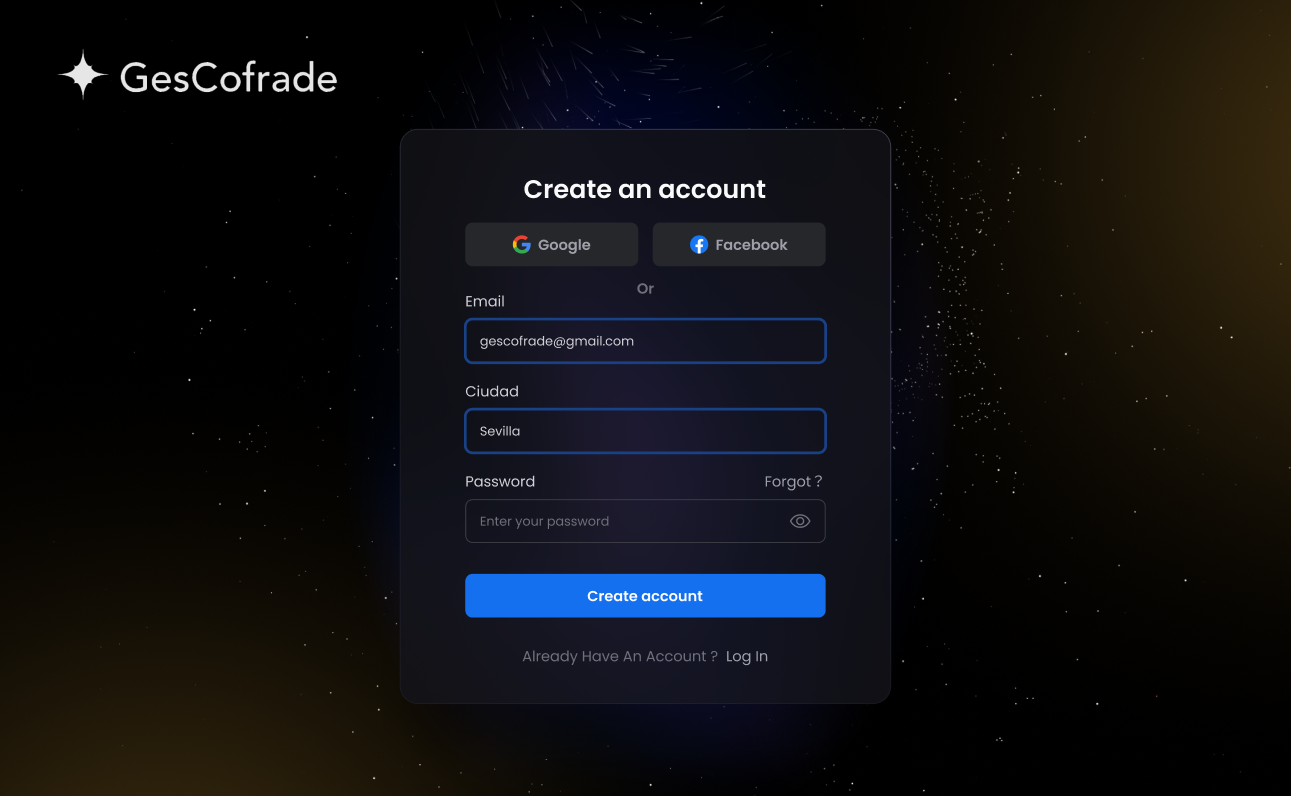 GesCofrade
Create an account
Google
Facebook
Or
Email
gescofrade@gmail.com
Ciudad
Sevilla
Password Forgot ?
Enter your password
Create account
Already Have An Account ? Log In